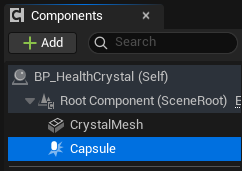 Components ×
+ Add Search
BP_HealthCrystal (Self)
Root Component (SceneRoot) E
CrystalMesh
Capsule